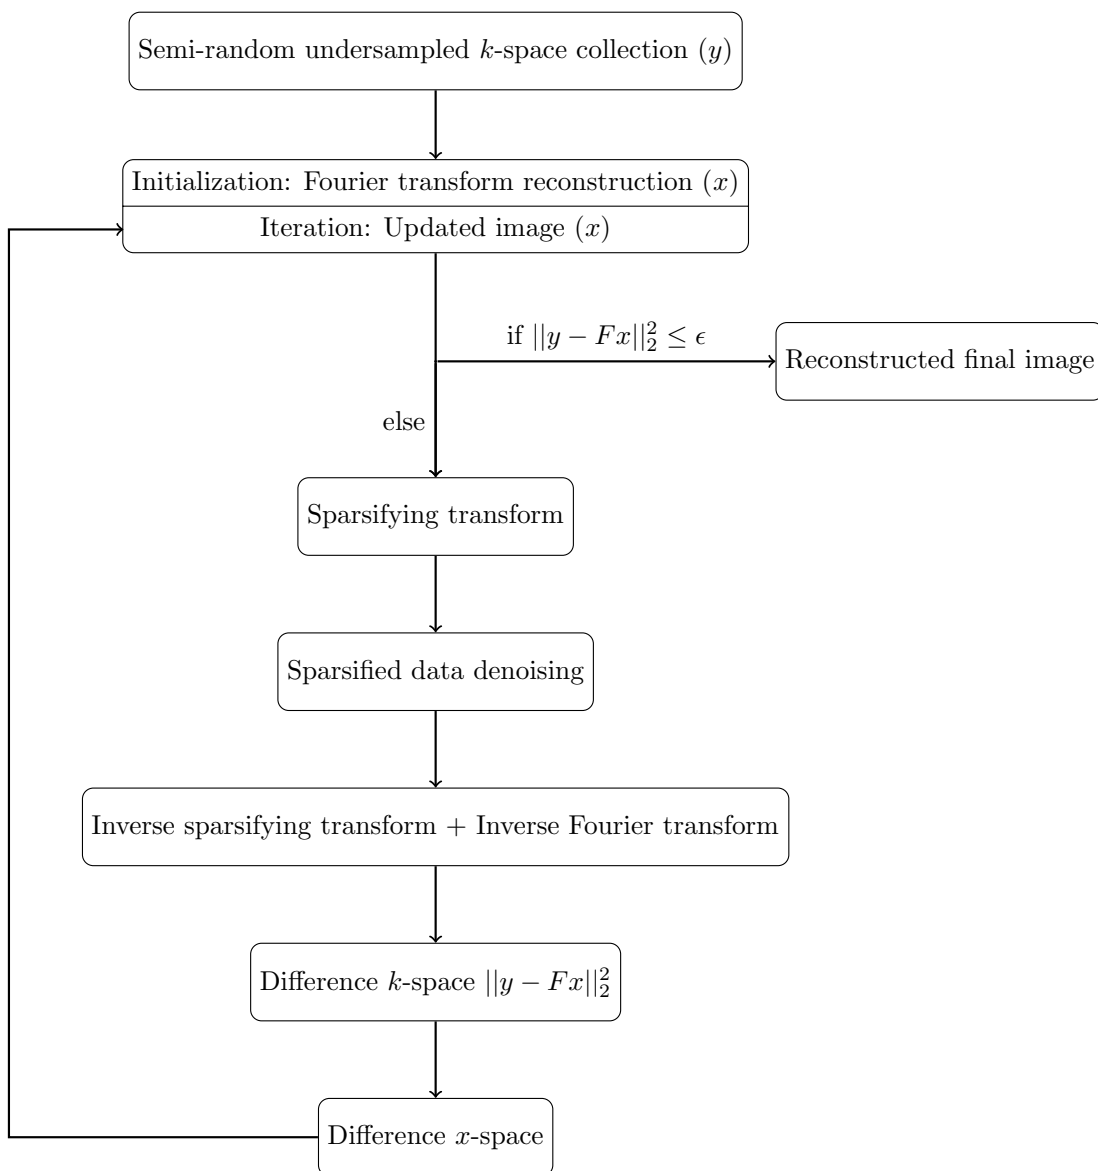 Semi-random undersampled k-space collection (y)
Initialization: Fourier transform reconstruction (x)
Iteration: Updated image (x)
if ||y − Fx||₂² ≤ ϵ
Reconstructed final image
else
Sparsifying transform
Sparsified data denoising
Inverse sparsifying transform + Inverse Fourier transform
Difference k-space ||y − Fx||₂²
Difference x-space